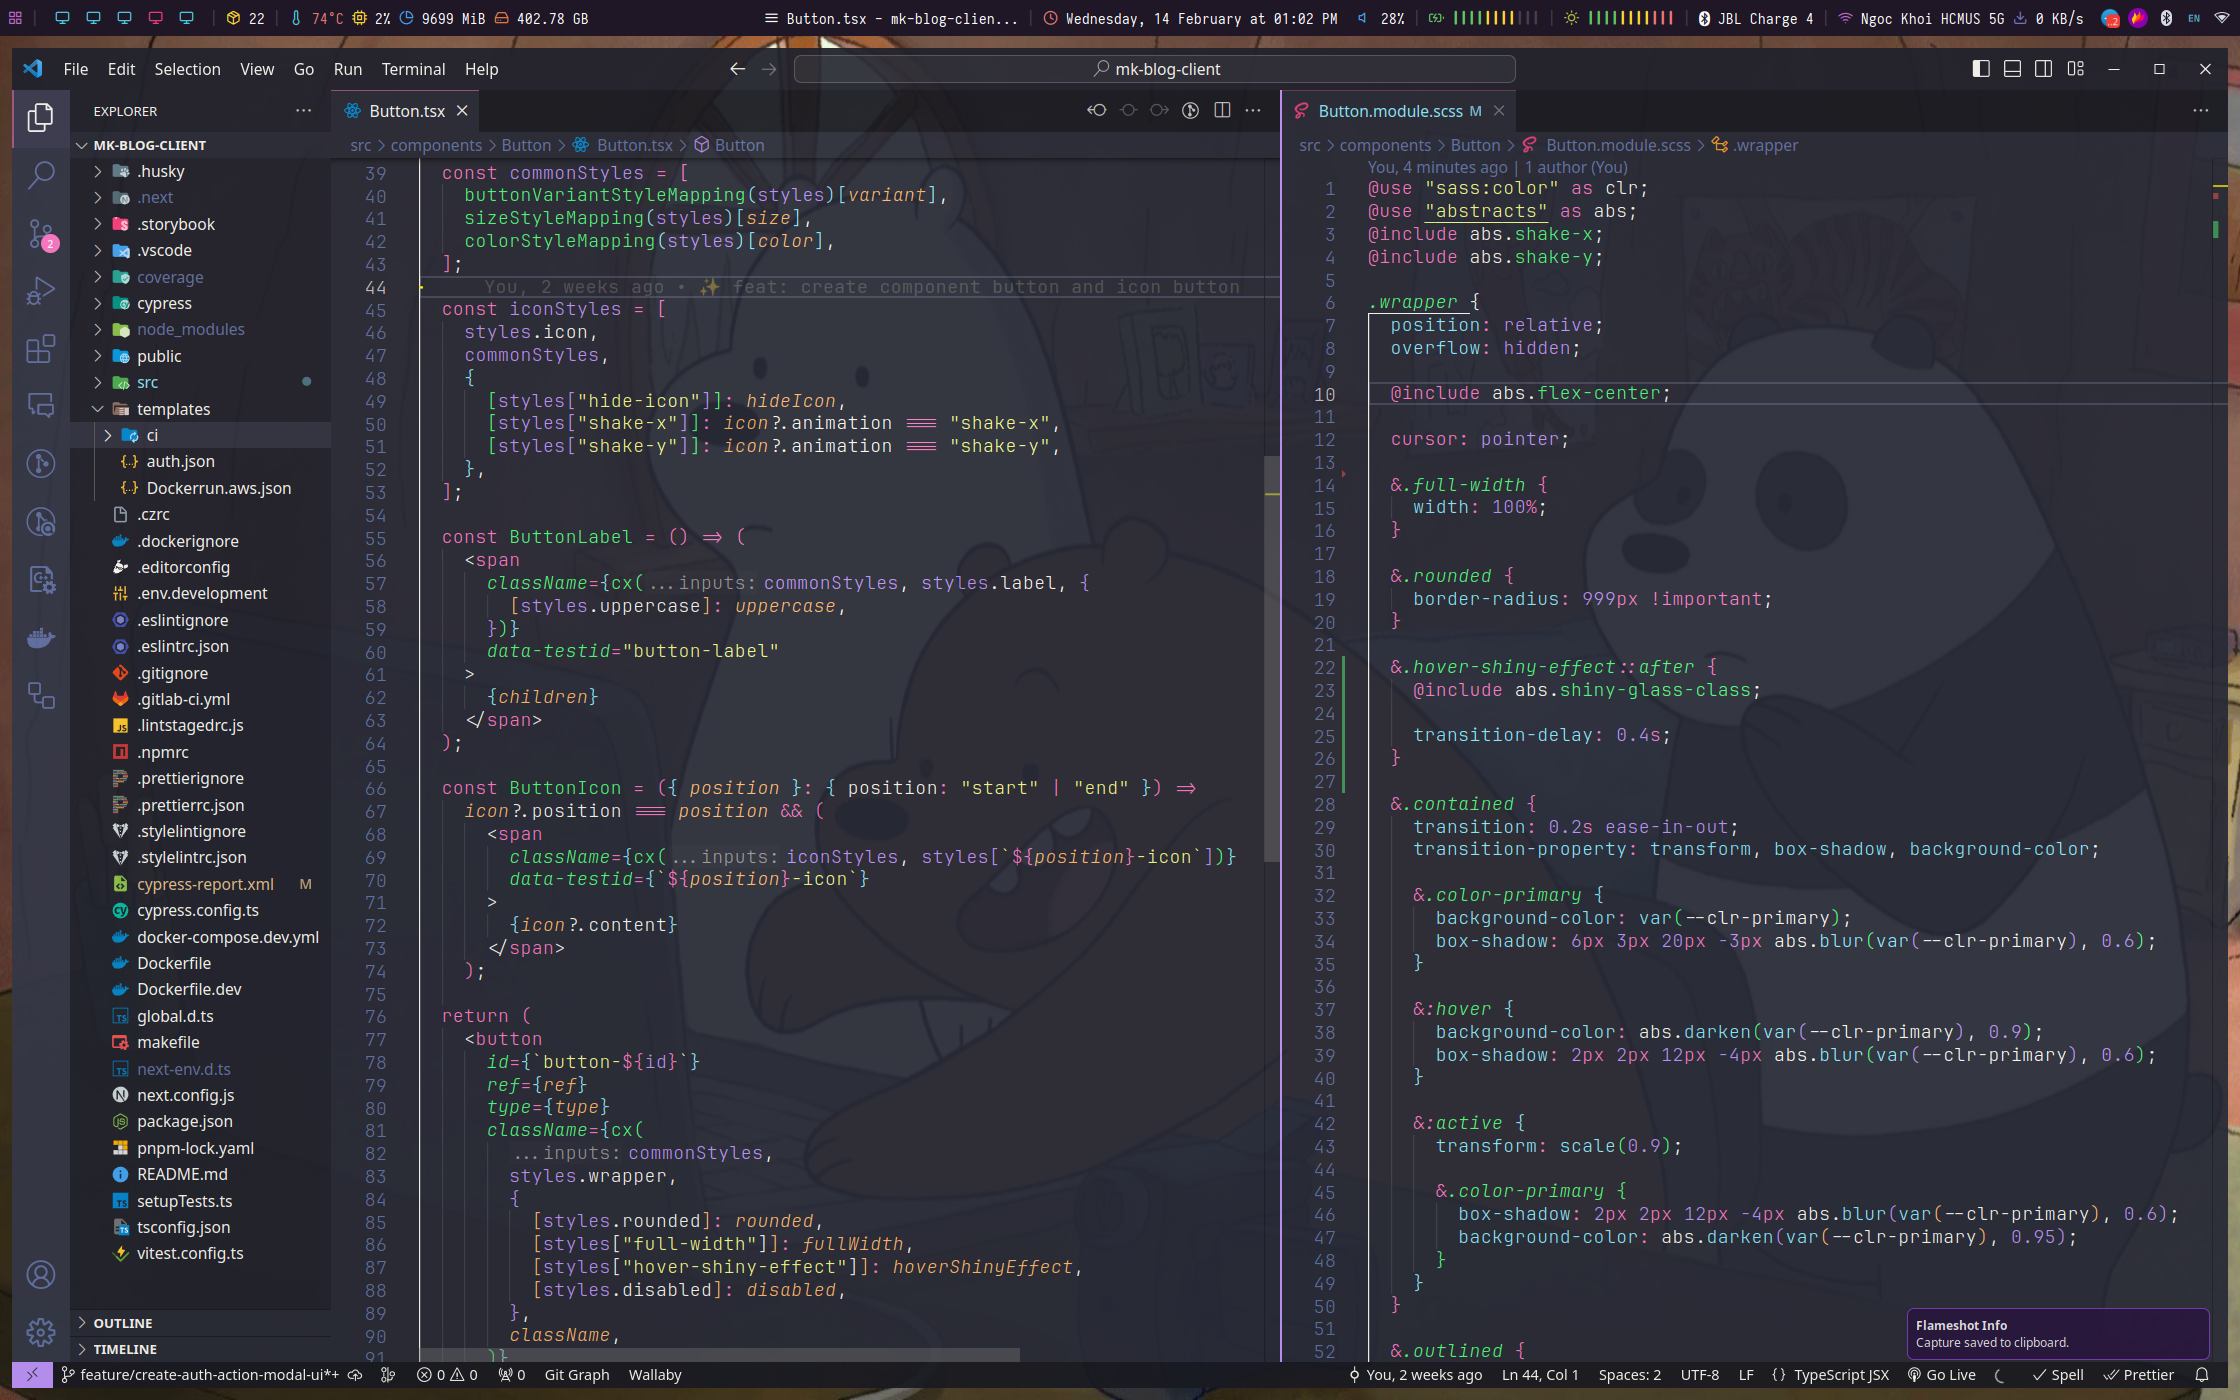 22 74°C 2% 9699 MiB 402.78 GB
Button.tsx - mk-blog-clien...
Wednesday, 14 February at 01:02 PM 28%
JBL Charge 4
Ngoc Khoi HCMUS 5G 0 KB/s
EN
File Edit Selection View Go Run Terminal Help
mk-blog-client
EXPLORER
MK-BLOG-CLIENT
.husky
.next
.storybook
.vscode
coverage
cypress
node_modules
public
src
templates
ci
auth.json
Dockerrun.aws.json
.czrc
.dockerignore
.editorconfig
.env.development
.eslintignore
.eslintrc.json
.gitignore
.gitlab-ci.yml
.lintstagedrc.js
.npmrc
.prettierignore
.prettierrc.json
.stylelintignore
.stylelintrc.json
cypress-report.xml M
cypress.config.ts
docker-compose.dev.yml
Dockerfile
Dockerfile.dev
global.d.ts
makefile
next-env.d.ts
next.config.js
package.json
pnpm-lock.yaml
README.md
setupTests.ts
tsconfig.json
vitest.config.ts
OUTLINE
TIMELINE
2
Button.tsx
src > components > Button > Button.tsx > Button
39 const commonStyles = [
40 buttonVariantStyleMapping(styles)[variant],
41 sizeStyleMapping(styles)[size],
42 colorStyleMapping(styles)[color],
43 ];
44 You, 2 weeks ago • ✨ feat: create component button and icon button
45 const iconStyles = [
46 styles.icon,
47 commonStyles,
48 {
49 [styles["hide-icon"]]: hideIcon,
50 [styles["shake-x"]]: icon?.animation === "shake-x",
51 [styles["shake-y"]]: icon?.animation === "shake-y",
52 },
53 ];
54
55 const ButtonLabel = () => (
56 <span
57 className={cx(...inputs: commonStyles, styles.label, {
58 [styles.uppercase]: uppercase,
59 })}
60 data-testid="button-label"
61 >
62 {children}
63 </span>
64 );
65
66 const ButtonIcon = ({ position }: { position: "start" | "end" }) =>
67 icon?.position === position && (
68 <span
69 className={cx(...inputs: iconStyles, styles[`${position}-icon`])}
70 data-testid={`${position}-icon`}
71 >
72 {icon?.content}
73 </span>
74 );
75
76 return (
77 <button
78 id={`button-${id}`}
79 ref={ref}
80 type={type}
81 className={cx(
82 ...inputs: commonStyles,
83 styles.wrapper,
84 {
85 [styles.rounded]: rounded,
86 [styles["full-width"]]: fullWidth,
87 [styles["hover-shiny-effect"]]: hoverShinyEffect,
88 [styles.disabled]: disabled,
89 },
90 className,
91 )}
Button.module.scss M
src > components > Button > Button.module.scss > .wrapper
You, 4 minutes ago | 1 author (You)
1 @use "sass:color" as clr;
2 @use "abstracts" as abs;
3 @include abs.shake-x;
4 @include abs.shake-y;
5
6 .wrapper {
7 position: relative;
8 overflow: hidden;
9
10 @include abs.flex-center;
11
12 cursor: pointer;
13
14 &.full-width {
15 width: 100%;
16 }
17
18 &.rounded {
19 border-radius: 999px !important;
20 }
21
22 &.hover-shiny-effect::after {
23 @include abs.shiny-glass-class;
24
25 transition-delay: 0.4s;
26 }
27
28 &.contained {
29 transition: 0.2s ease-in-out;
30 transition-property: transform, box-shadow, background-color;
31
32 &.color-primary {
33 background-color: var(--clr-primary);
34 box-shadow: 6px 3px 20px -3px abs.blur(var(--clr-primary), 0.6);
35 }
36
37 &:hover {
38 background-color: abs.darken(var(--clr-primary), 0.9);
39 box-shadow: 2px 2px 12px -4px abs.blur(var(--clr-primary), 0.6);
40 }
41
42 &:active {
43 transform: scale(0.9);
44
45 &.color-primary {
46 box-shadow: 2px 2px 12px -4px abs.blur(var(--clr-primary), 0.6);
47 background-color: abs.darken(var(--clr-primary), 0.95);
48 }
49 }
50 }
51
52 &.outlined {
Flameshot Info
Capture saved to clipboard.
feature/create-auth-action-modal-ui*+ 0 0 0 Git Graph Wallaby
You, 2 weeks ago Ln 44, Col 1 Spaces: 2 UTF-8 LF {} TypeScript JSX Go Live Spell Prettier